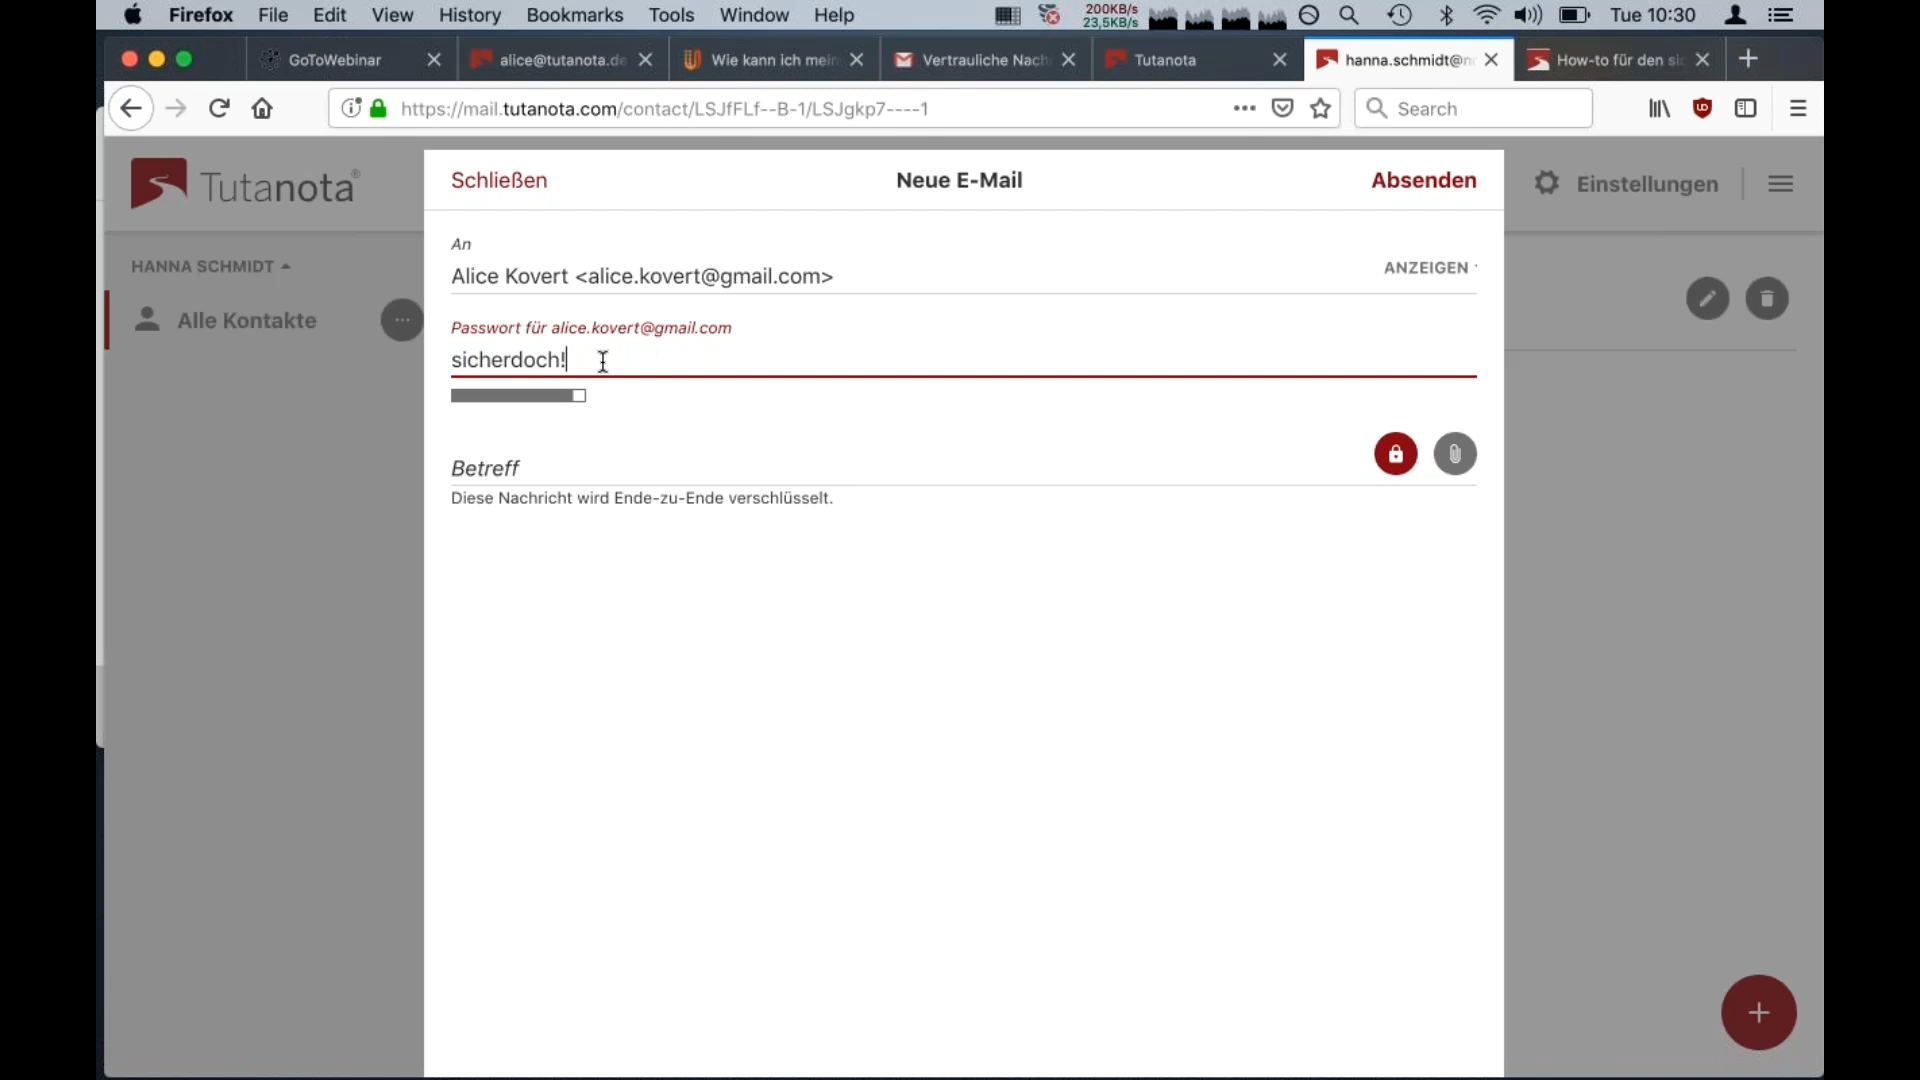 Firefox File Edit View History Bookmarks Tools Window Help 200KB/s 23,5KB/s Tue 10:30
GoToWebinar alice@tutanota.de Wie kann ich mein Vertrauliche Nach Tutanota hanna.schmidt@n How-to für den si
https://mail.tutanota.com/contact/LSJfFLf--B-1/LSJgkp7----1 Search
Tutanota Schließen Neue E-Mail Absenden Einstellungen
HANNA SCHMIDT
Alle Kontakte
An
Alice Kovert <alice.kovert@gmail.com> ANZEIGEN
Passwort für alice.kovert@gmail.com
sicherdoch!
Betreff
Diese Nachricht wird Ende-zu-Ende verschlüsselt.